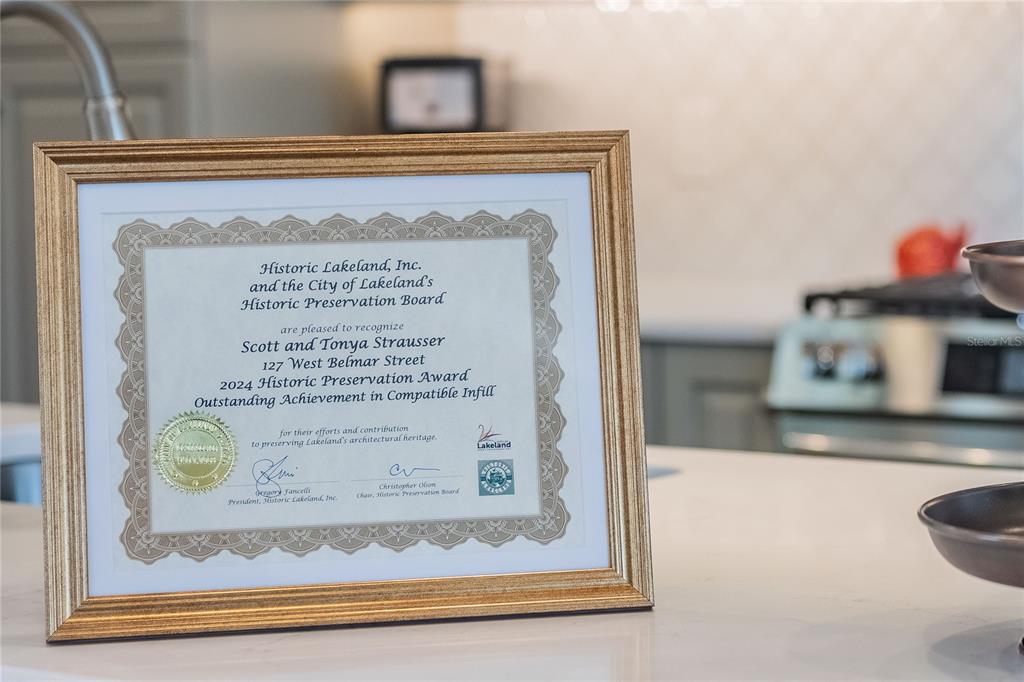 Historic Lakeland, Inc.
and the City of Lakeland's
Historic Preservation Board
are pleased to recognize
Scott and Tonya Strausser
127 West Belmar Street
2024 Historic Preservation Award
Outstanding Achievement in Compatible Infill
for their efforts and contribution
to preserving Lakeland's architectural heritage.
Gregory Fancelli
President, Historic Lakeland, Inc.
Christopher Olson
Chair, Historic Preservation Board
Lakeland
Stellar MLS